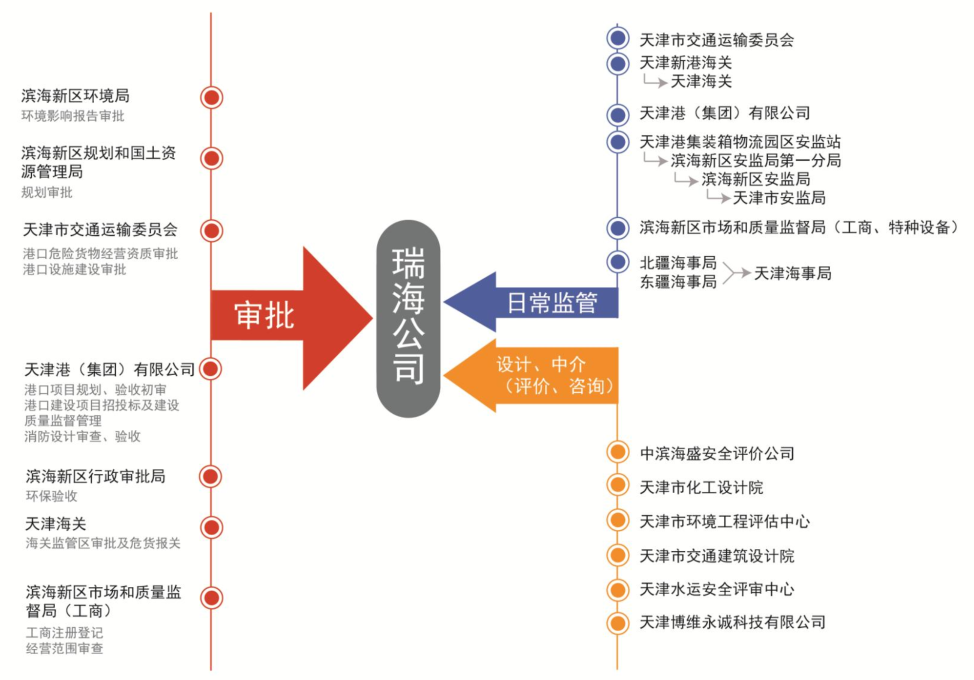 滨海新区环境局
环境影响报告审批
滨海新区规划和国土资
源管理局
规划审批
天津市交通运输委员会
港口危险货物经营资质审批
港口设施建设审批
审批
天津港（集团）有限公司
港口项目规划、验收初审
港口建设项目招投标及建设
质量监督管理
消防设计审查、验收
滨海新区行政审批局
环保验收
天津海关
海关监管区审批及危货报关
滨海新区市场和质量监
督局（工商）
工商注册登记
经营范围审查
瑞海公司
天津市交通运输委员会
天津新港海关
天津海关
天津港（集团）有限公司
天津港集装箱物流园区安监站
滨海新区安监局第一分局
滨海新区安监局
天津市安监局
滨海新区市场和质量监督局（工商、特种设备）
北疆海事局
东疆海事局
天津海事局
日常监管
设计、中介
（评价、咨询）
中滨海盛安全评价公司
天津市化工设计院
天津市环境工程评估中心
天津市交通建筑设计院
天津水运安全评审中心
天津博维永诚科技有限公司